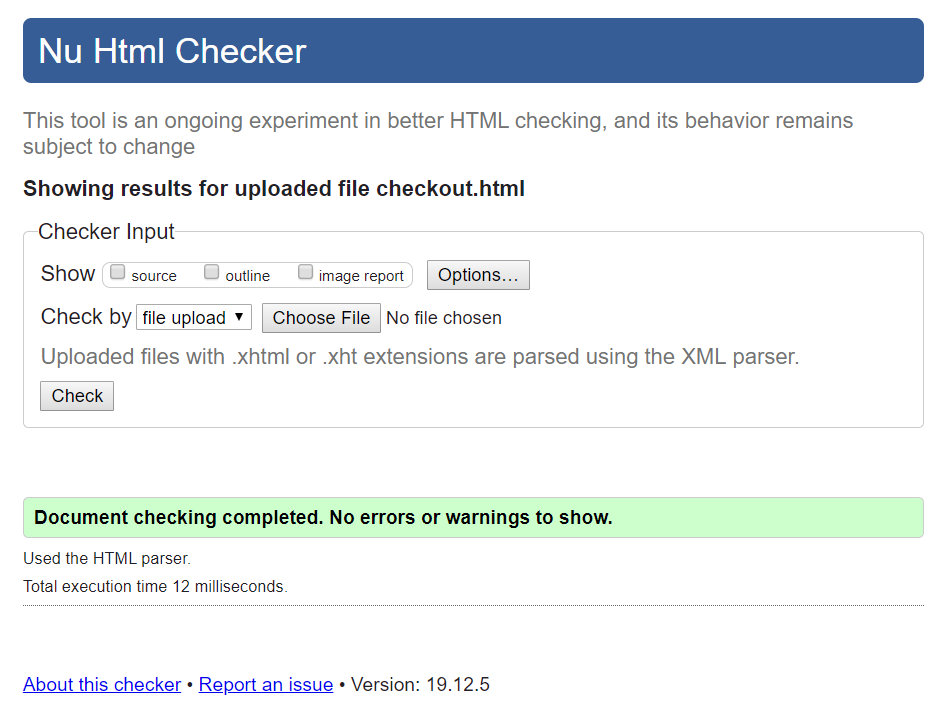 Nu Html Checker
This tool is an ongoing experiment in better HTML checking, and its behavior remains
subject to change
Showing results for uploaded file checkout.html
Checker Input
Show source outline image report Options...
Check by file upload ▼ Choose File No file chosen
Uploaded files with .xhtml or .xht extensions are parsed using the XML parser.
Check
Document checking completed. No errors or warnings to show.
Used the HTML parser.
Total execution time 12 milliseconds.
About this checker • Report an issue • Version: 19.12.5